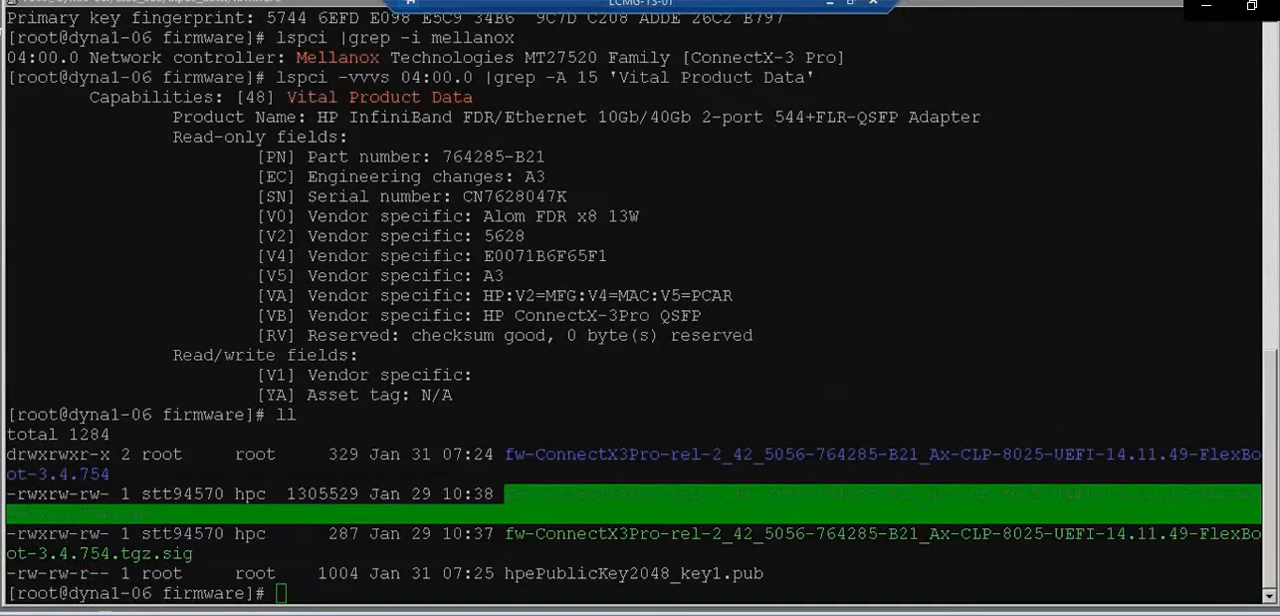 LCMG-TS-01
Primary key fingerprint: 5744 6EFD E098 E5C9 34B6  9C7D C208 ADDE 26C2 B797
[root@dyna1-06 firmware]# lspci |grep -i mellanox
04:00.0 Network controller: Mellanox Technologies MT27520 Family [ConnectX-3 Pro]
[root@dyna1-06 firmware]# lspci -vvvs 04:00.0 |grep -A 15 'Vital Product Data'
Capabilities: [48] Vital Product Data
Product Name: HP InfiniBand FDR/Ethernet 10Gb/40Gb 2-port 544+FLR-QSFP Adapter
Read-only fields:
[PN] Part number: 764285-B21
[EC] Engineering changes: A3
[SN] Serial number: CN7628047K
[V0] Vendor specific: Alom FDR x8 13W
[V2] Vendor specific: 5628
[V4] Vendor specific: E0071B6F65F1
[V5] Vendor specific: A3
[VA] Vendor specific: HP:V2=MFG:V4=MAC:V5=PCAR
[VB] Vendor specific: HP ConnectX-3Pro QSFP
[RV] Reserved: checksum good, 0 byte(s) reserved
Read/write fields:
[V1] Vendor specific:
[YA] Asset tag: N/A
[root@dyna1-06 firmware]# ll
total 1284
drwxrwxr-x 2 root     root     329 Jan 31 07:24 fw-ConnectX3Pro-rel-2_42_5056-764285-B21_Ax-CLP-8025-UEFI-14.11.49-FlexBo
ot-3.4.754
-rwxrwx-rw- 1 stt94570 hpc  1305529 Jan 29 10:38
-rwxrwx-rw- 1 stt94570 hpc      287 Jan 29 10:37 fw-ConnectX3Pro-rel-2_42_5056-764285-B21_Ax-CLP-8025-UEFI-14.11.49-FlexBo
ot-3.4.754.tgz.sig
-rw-rw-r-- 1 root     root    1004 Jan 31 07:25 hpePublicKey2048_key1.pub
[root@dyna1-06 firmware]#